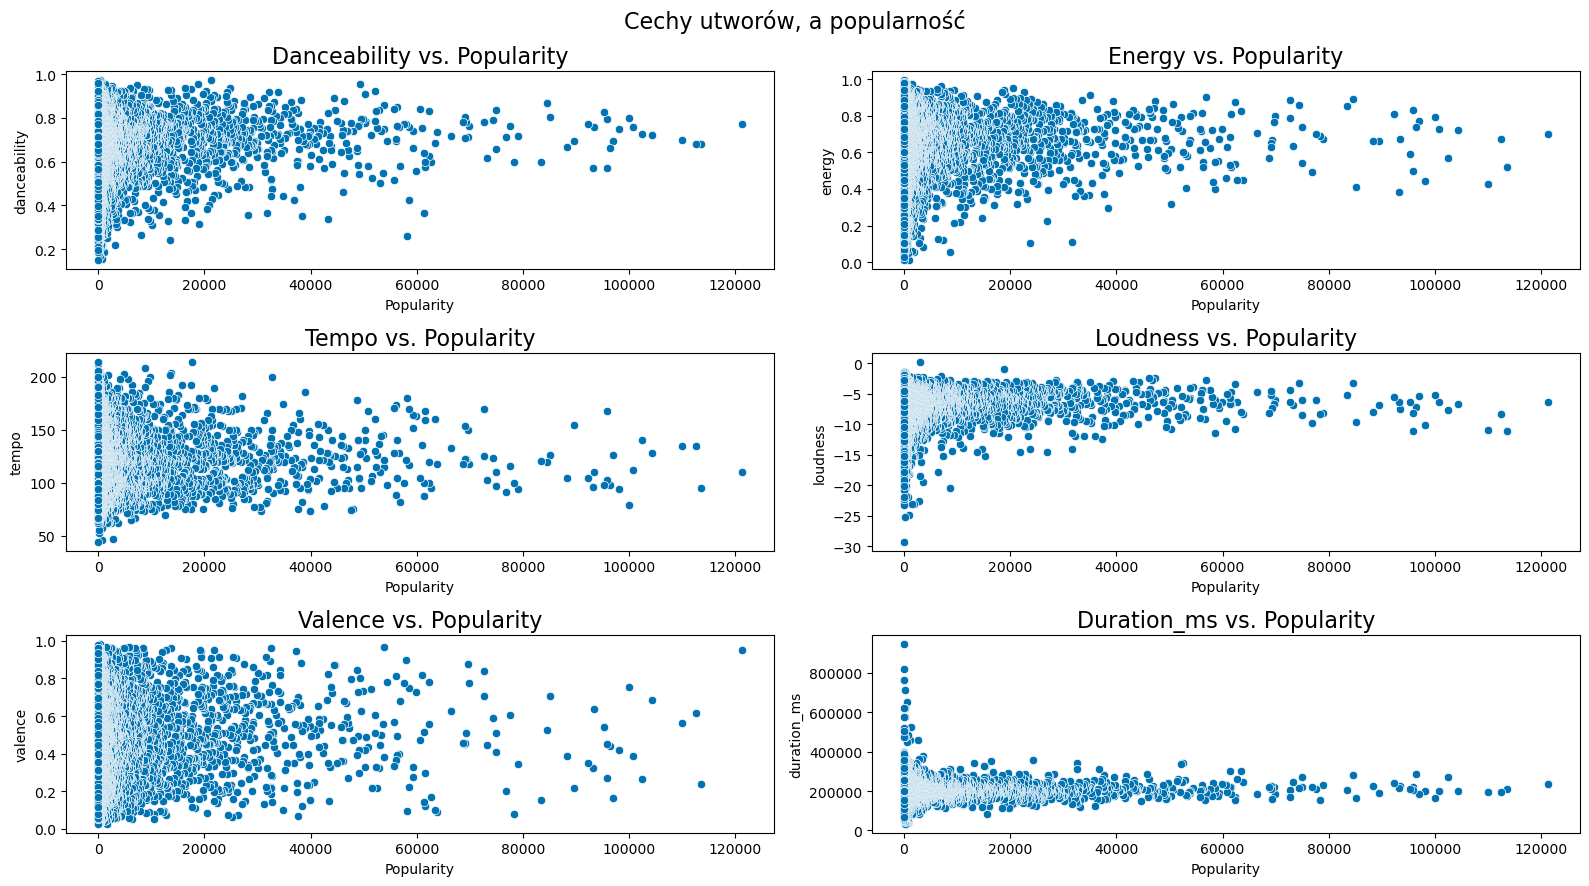 Cechy utworów, a popularność
Danceability vs. Popularity
danceability
1.0
0.8
0.6
0.4
0.2
0 20000 40000 60000 80000 100000 120000
Popularity
Energy vs. Popularity
energy
1.0
0.8
0.6
0.4
0.2
0.0
0 20000 40000 60000 80000 100000 120000
Popularity
Tempo vs. Popularity
tempo
200
150
100
50
0 20000 40000 60000 80000 100000 120000
Popularity
Loudness vs. Popularity
loudness
0
−5
−10
−15
−20
−25
−30
0 20000 40000 60000 80000 100000 120000
Popularity
Valence vs. Popularity
valence
1.0
0.8
0.6
0.4
0.2
0.0
0 20000 40000 60000 80000 100000 120000
Popularity
Duration_ms vs. Popularity
duration_ms
800000
600000
400000
200000
0
0 20000 40000 60000 80000 100000 120000
Popularity